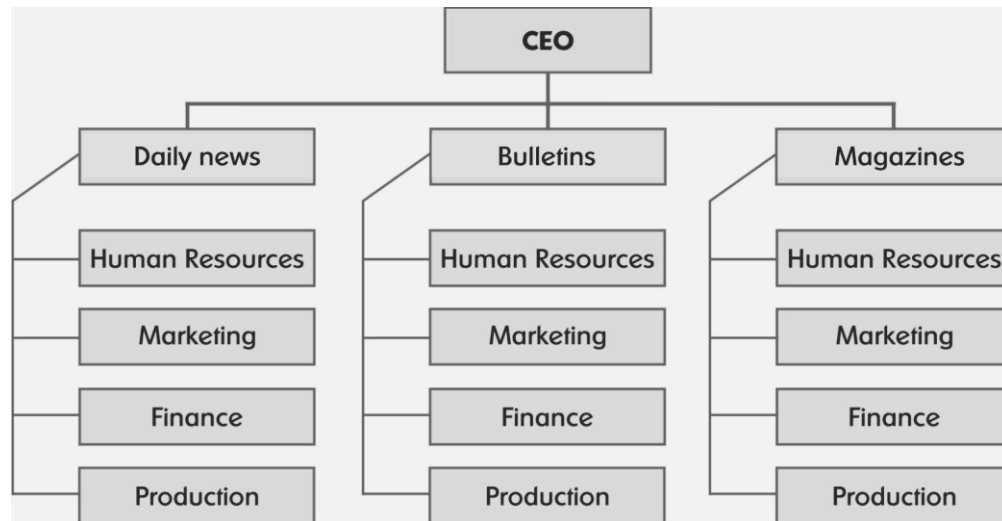 CEO
Daily news
Bulletins
Magazines
Human Resources
Human Resources
Human Resources
Marketing
Marketing
Marketing
Finance
Finance
Finance
Production
Production
Production